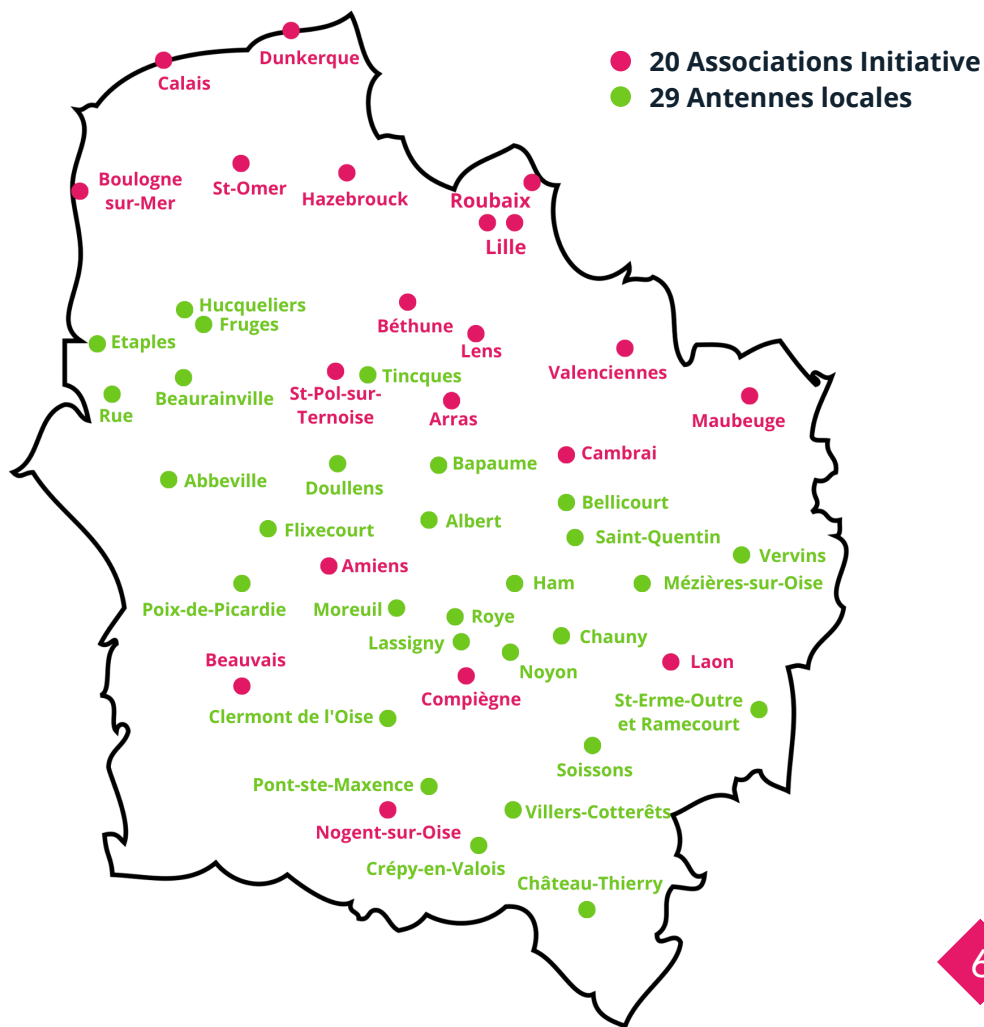 Dunkerque
20 Associations Initiative
Calais
29 Antennes locales
Boulogne
sur-Mer
St-Omer
Hazebrouck
Roubaix
Lille
Hucqueliers
Fruges
Etaples
Béthune
Lens
Valenciennes
Beaurainville
St-Pol-sur-
Ternoise
Tincques
Rue
Arras
Maubeuge
Cambrai
Bapaume
Abbeville
Doullens
Bellicourt
Albert
Flixecourt
Saint-Quentin
Vervins
Amiens
Ham
Mézières-sur-Oise
Poix-de-Picardie
Moreuil
Roye
Chauny
Lassigny
Beauvais
Noyon
Laon
Compiègne
St-Erme-Outre
et Ramecourt
Clermont de l'Oise
Soissons
Pont-ste-Maxence
Villers-Cotterêts
Nogent-sur-Oise
Crépy-en-Valois
Château-Thierry